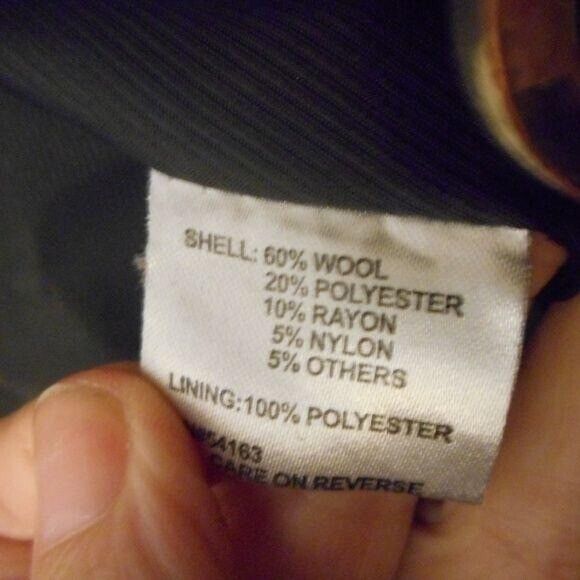 SHELL: 60% WOOL
20% POLYESTER
10% RAYON
5% NYLON
5% OTHERS
LINING:100% POLYESTER
CARE ON REVERSE